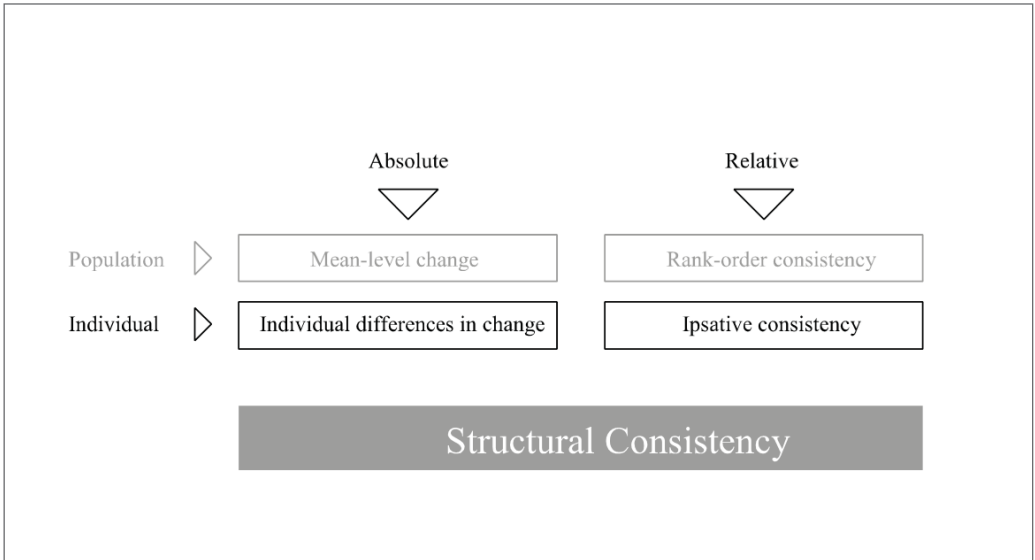 Absolute
Relative
Population
Mean-level change
Rank-order consistency
Individual
Individual differences in change
Ipsative consistency
Structural Consistency